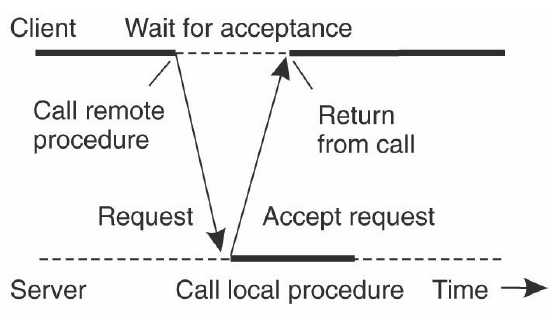 Client
Wait for acceptance
Call remote
procedure
Return
from call
Request
Accept request
Server
Call local procedure
Time